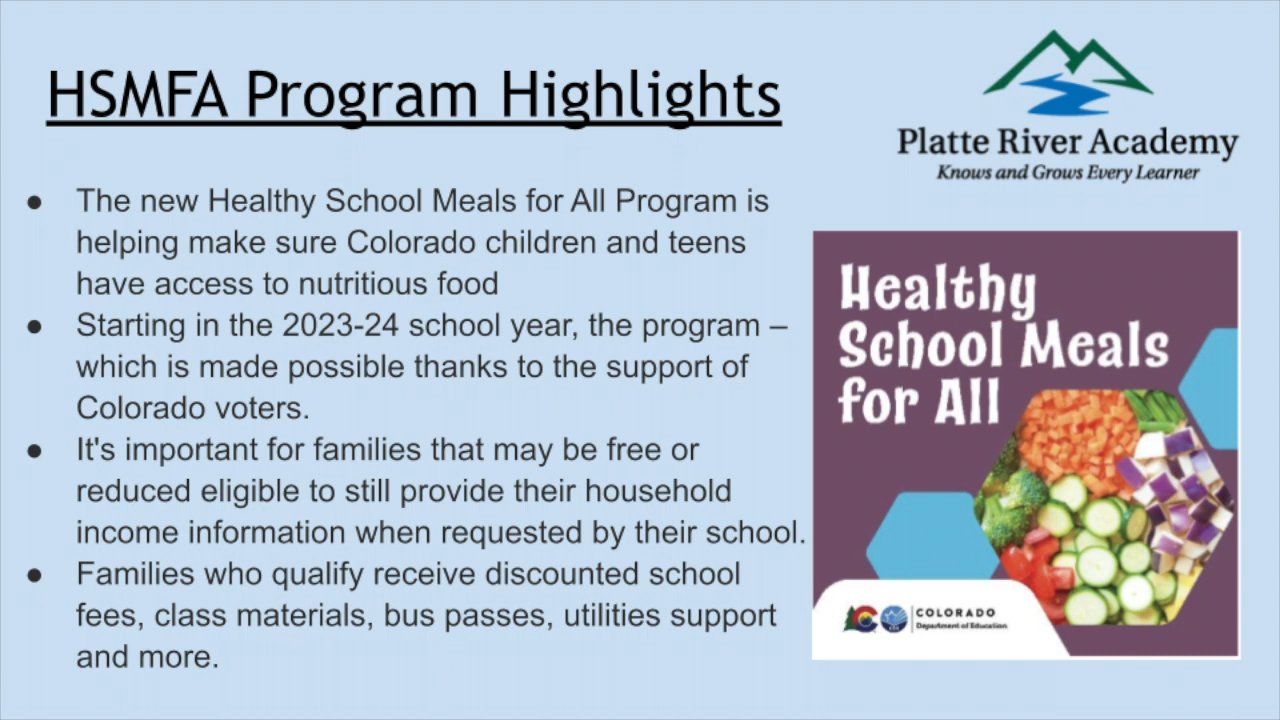 HSMFA Program Highlights
Platte River Academy
Knows and Grows Every Learner
● The new Healthy School Meals for All Program is
helping make sure Colorado children and teens
have access to nutritious food
● Starting in the 2023-24 school year, the program –
which is made possible thanks to the support of
Colorado voters.
● It's important for families that may be free or
reduced eligible to still provide their household
income information when requested by their school.
● Families who qualify receive discounted school
fees, class materials, bus passes, utilities support
and more.
Healthy
School Meals
for All
COLORADO
Department of Education